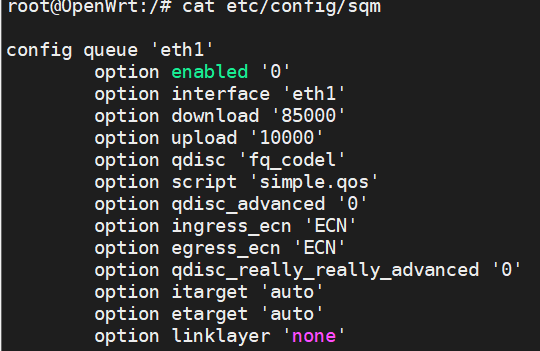 root@OpenWrt:/# cat etc/config/sqm
config queue 'eth1'
option enabled '0'
option interface 'eth1'
option download '85000'
option upload '10000'
option qdisc 'fq_codel'
option script 'simple.qos'
option qdisc_advanced '0'
option ingress_ecn 'ECN'
option egress_ecn 'ECN'
option qdisc_really_really_advanced '0'
option itarget 'auto'
option etarget 'auto'
option linklayer 'none'